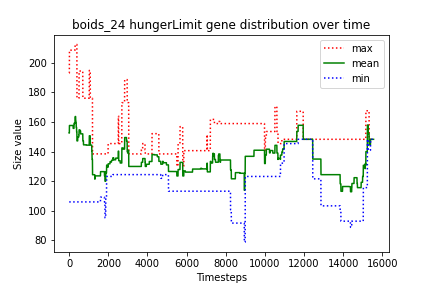 boids_24 hungerLimit gene distribution over time
max
mean
min
Size value
200
180
160
140
120
100
80
0 2000 4000 6000 8000 10000 12000 14000 16000
Timesteps